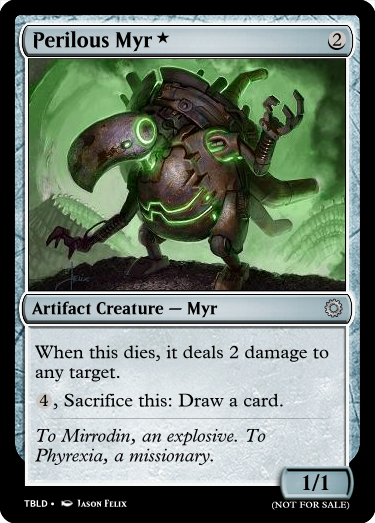 Perilous Myr ★ 2
Felix
Artifact Creature — Myr
When this dies, it deals 2 damage to
any target.
4, Sacrifice this: Draw a card.
To Mirrodin, an explosive. To
Phyrexia, a missionary.
1/1
TBLD • Jason Felix
(NOT FOR SALE)